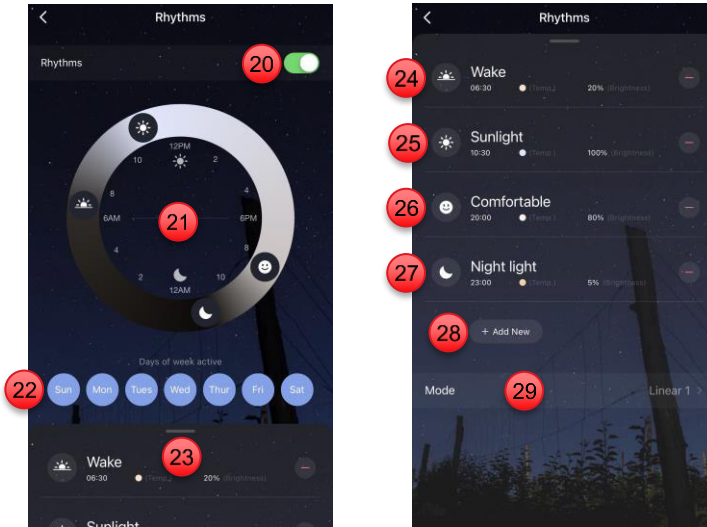 Rhythms
Rhythms
20
12PM
10
2
8
4
6AM
21
6PM
4
8
2
10
12AM
Days of week active
22
Sun Mon Tues Wed Thur Fri Sat
23
Wake
06:30 (Temp.) 20% (Brightness)
Sunlight
Rhythms
24
Wake
06:30 (Temp.) 20% (Brightness)
25
Sunlight
10:30 (Temp.) 100% (Brightness)
26
Comfortable
20:00 (Temp.) 80% (Brightness)
27
Night light
23:00 (Temp.) 5% (Brightness)
28
+ Add New
Mode 29 Linear 1 >